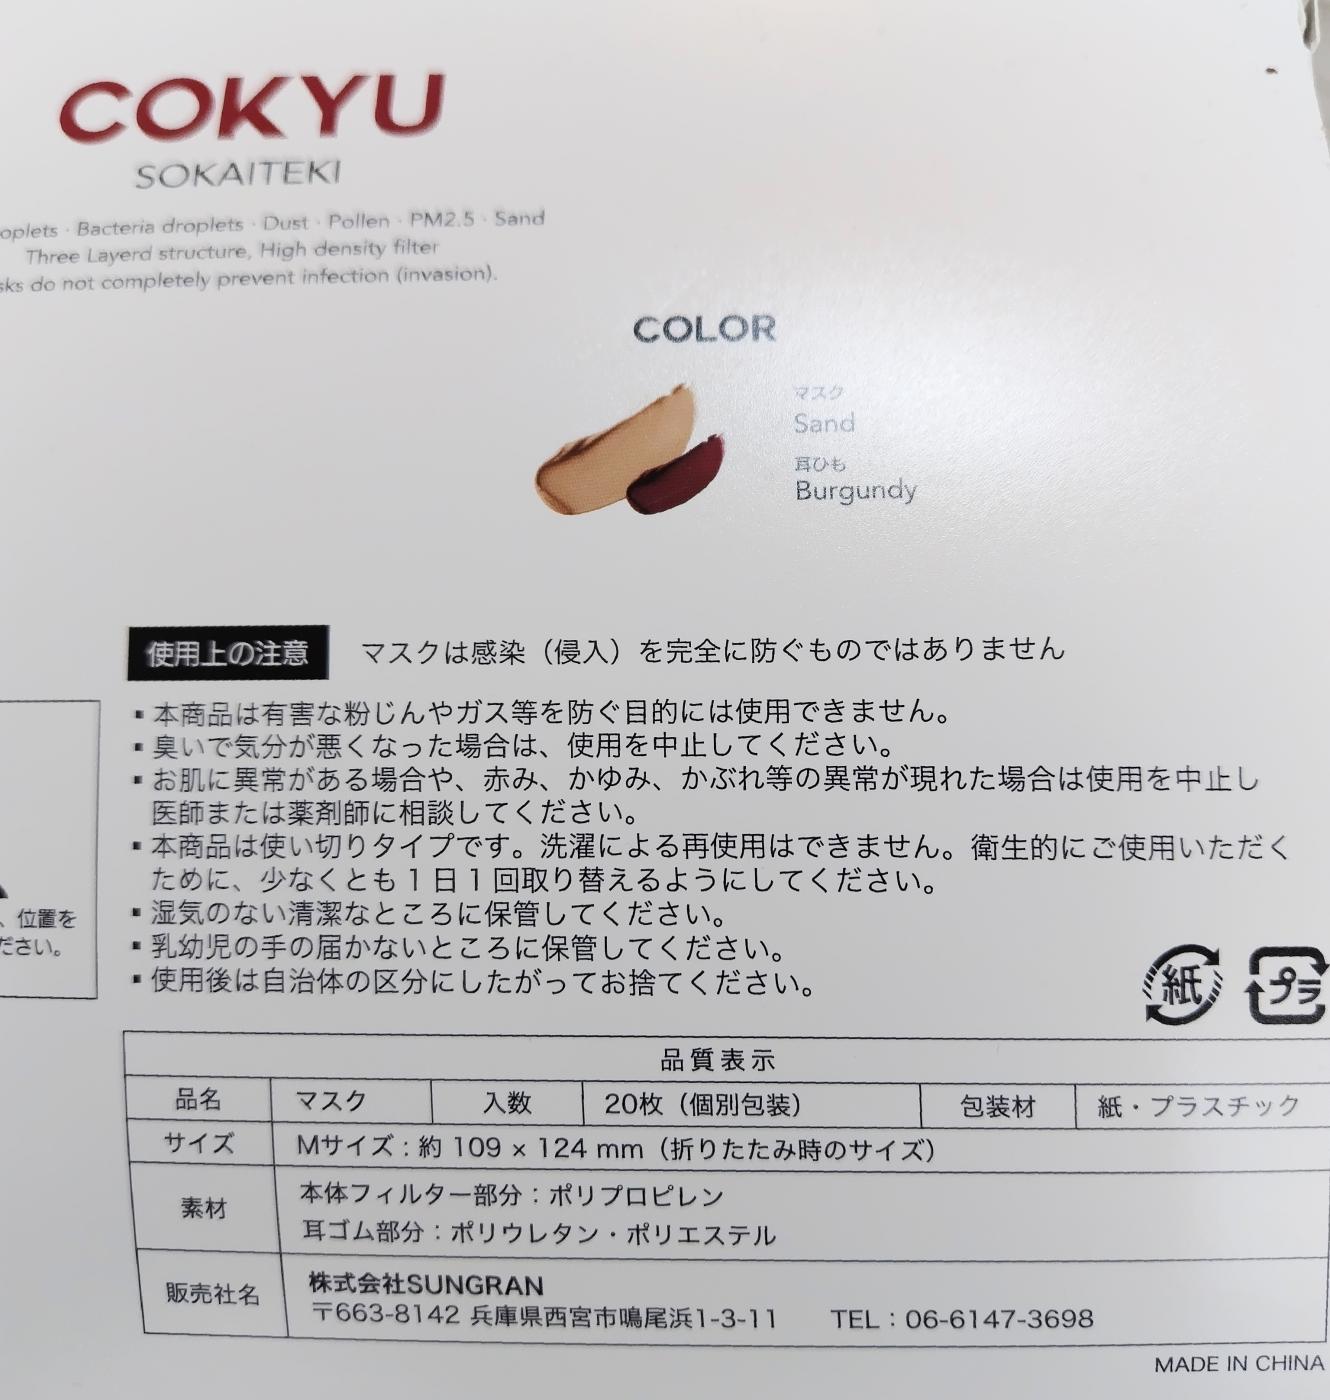 COKYU
SOKAITEKI
oplets · Bacteria droplets · Dust · Pollen · PM2.5 · Sand
Three Layerd structure, High density filter
sks do not completely prevent infection (invasion).
COLOR
マスク
Sand
耳ひも
Burgundy
使用上の注意 マスクは感染（侵入）を完全に防ぐものではありません
▪本商品は有害な粉じんやガス等を防ぐ目的には使用できません。
▪臭いで気分が悪くなった場合は、使用を中止してください。
▪お肌に異常がある場合や、赤み、かゆみ、かぶれ等の異常が現れた場合は使用を中止し
医師または薬剤師に相談してください。
▪本商品は使い切りタイプです。洗濯による再使用はできません。衛生的にご使用いただく
ために、少なくとも1日1回取り替えるようにしてください。
▪湿気のない清潔なところに保管してください。
▪乳幼児の手の届かないところに保管してください。
▪使用後は自治体の区分にしたがってお捨てください。
、位置を
ださい。
紙 プラ
品質表示
品名 マスク 入数 20枚（個別包装） 包装材 紙・プラスチック
サイズ Mサイズ：約 109 × 124 mm（折りたたみ時のサイズ）
素材 本体フィルター部分：ポリプロピレン
耳ゴム部分：ポリウレタン・ポリエステル
販売社名 株式会社SUNGRAN
〒663-8142 兵庫県西宮市鳴尾浜1-3-11 TEL：06-6147-3698
MADE IN CHINA